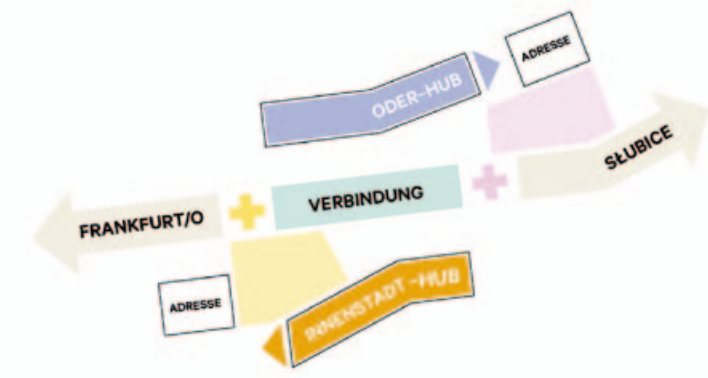 ADRESSE
ODER-HUB
SŁUBICE
VERBINDUNG
FRANKFURT/O
ADRESSE
INNENSTADT-HUB